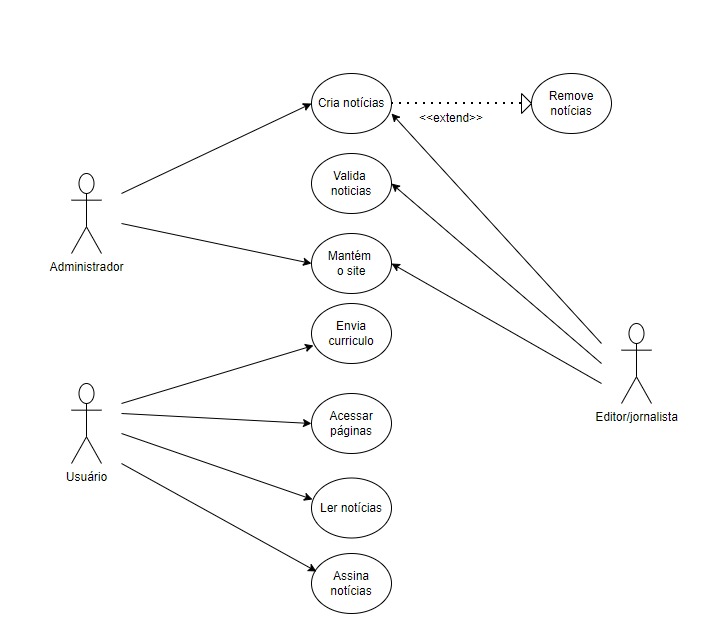 Cria notícias
<<extend>>
Remove
notícias
Valida
noticias
Administrador
Mantém
o site
Envia
curriculo
Editor/jornalista
Acessar
páginas
Usuário
Ler notícias
Assina
notícias